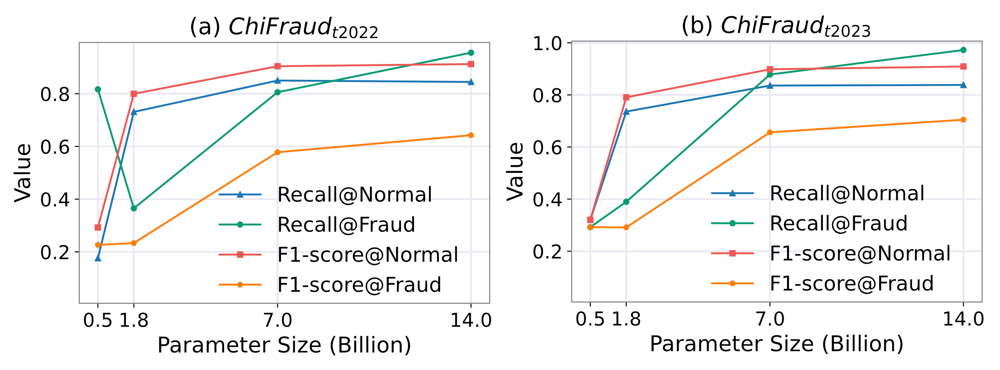 (a) ChiFraud_t2022
Value
0.8
0.6
0.4
0.2
Recall@Normal
Recall@Fraud
F1-score@Normal
F1-score@Fraud
0.5 1.8 7.0 14.0
Parameter Size (Billion)
(b) ChiFraud_t2023
Value
1.0
0.8
0.6
0.4
0.2
Recall@Normal
Recall@Fraud
F1-score@Normal
F1-score@Fraud
0.5 1.8 7.0 14.0
Parameter Size (Billion)